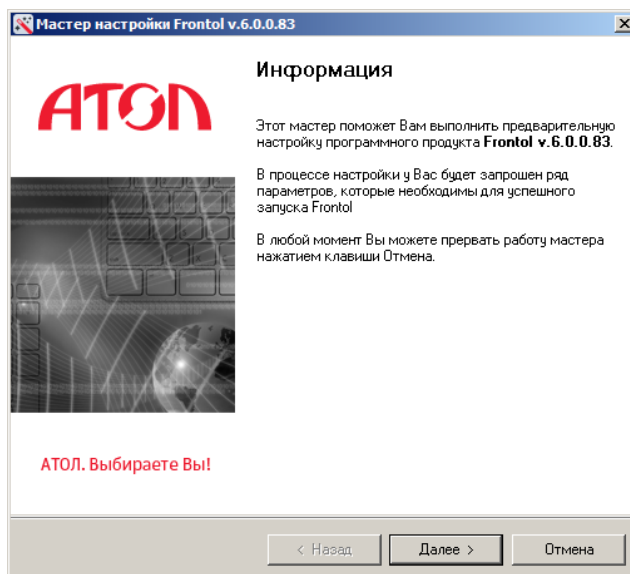 Мастер настройки Frontol v.6.0.0.83
АТОЛ
Информация
Этот мастер поможет Вам выполнить предварительную
настройку программного продукта Frontol v.6.0.0.83.
В процессе настройки у Вас будет запрошен ряд
параметров, которые необходимы для успешного
запуска Frontol
В любой момент Вы можете прервать работу мастера
нажатием клавиши Отмена.
АТОЛ. Выбираете Вы!
< Назад
Далее >
Отмена